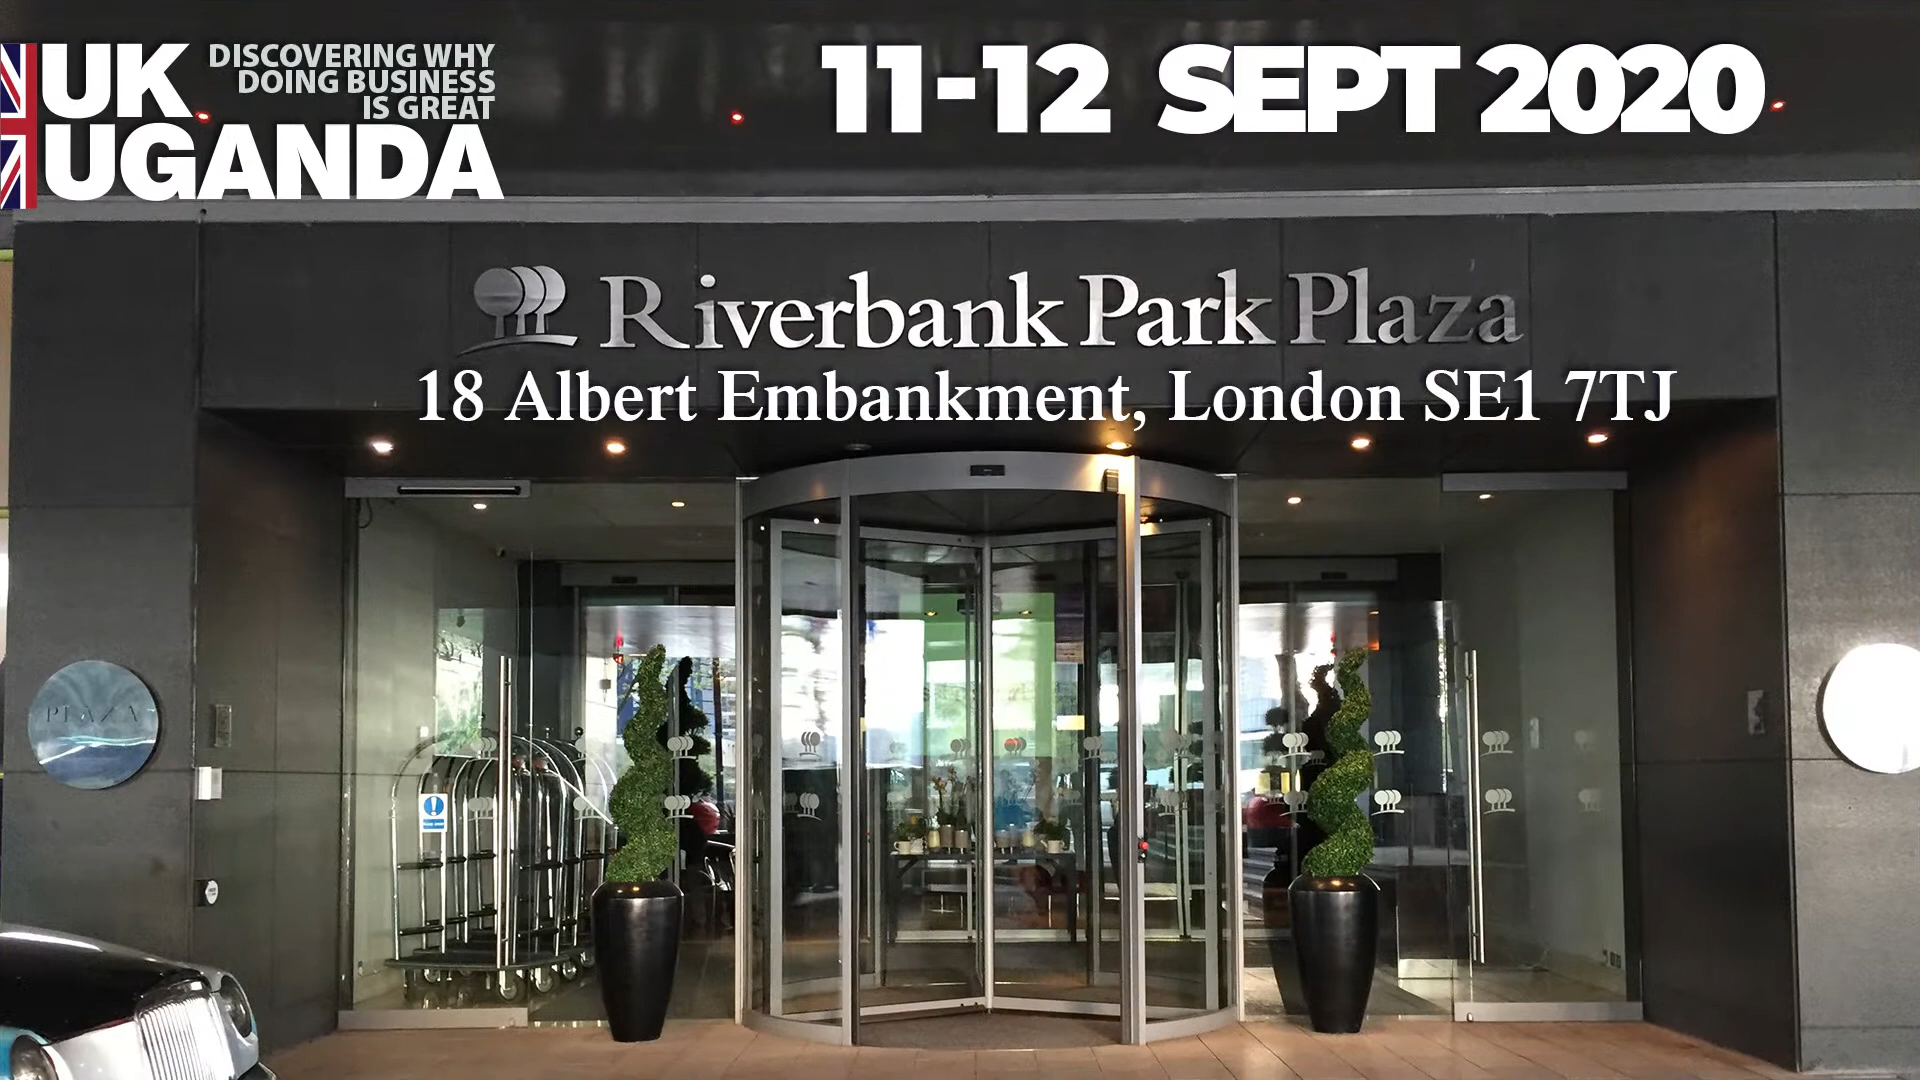 UK
DISCOVERING WHY
DOING BUSINESS
IS GREAT
UGANDA
11-12 SEPT 2020
Riverbank Park Plaza
18 Albert Embankment, London SE1 7TJ
PLAZA